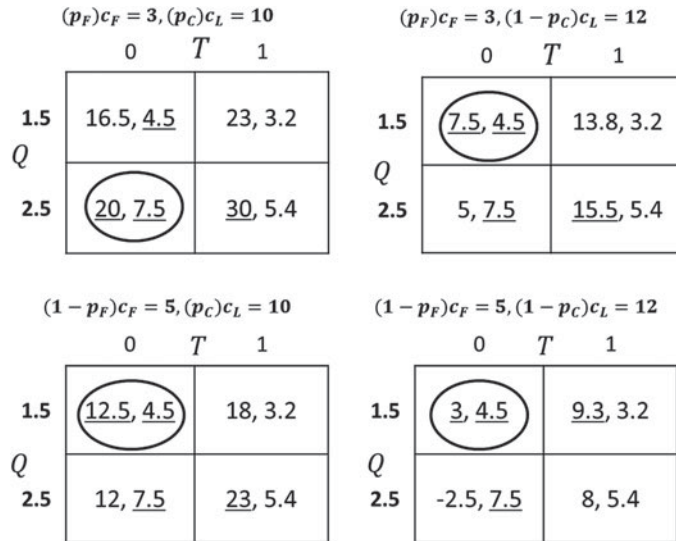 (p_F)c_F = 3, (p_C)c_L = 10
0 T 1
1.5 16.5, 4.5 23, 3.2
Q
2.5 20, 7.5 30, 5.4
(p_F)c_F = 3, (1 − p_C)c_L = 12
0 T 1
1.5 7.5, 4.5 13.8, 3.2
Q
2.5 5, 7.5 15.5, 5.4
(1 − p_F)c_F = 5, (p_C)c_L = 10
0 T 1
1.5 12.5, 4.5 18, 3.2
Q
2.5 12, 7.5 23, 5.4
(1 − p_F)c_F = 5, (1 − p_C)c_L = 12
0 T 1
1.5 3, 4.5 9.3, 3.2
Q
2.5 -2.5, 7.5 8, 5.4